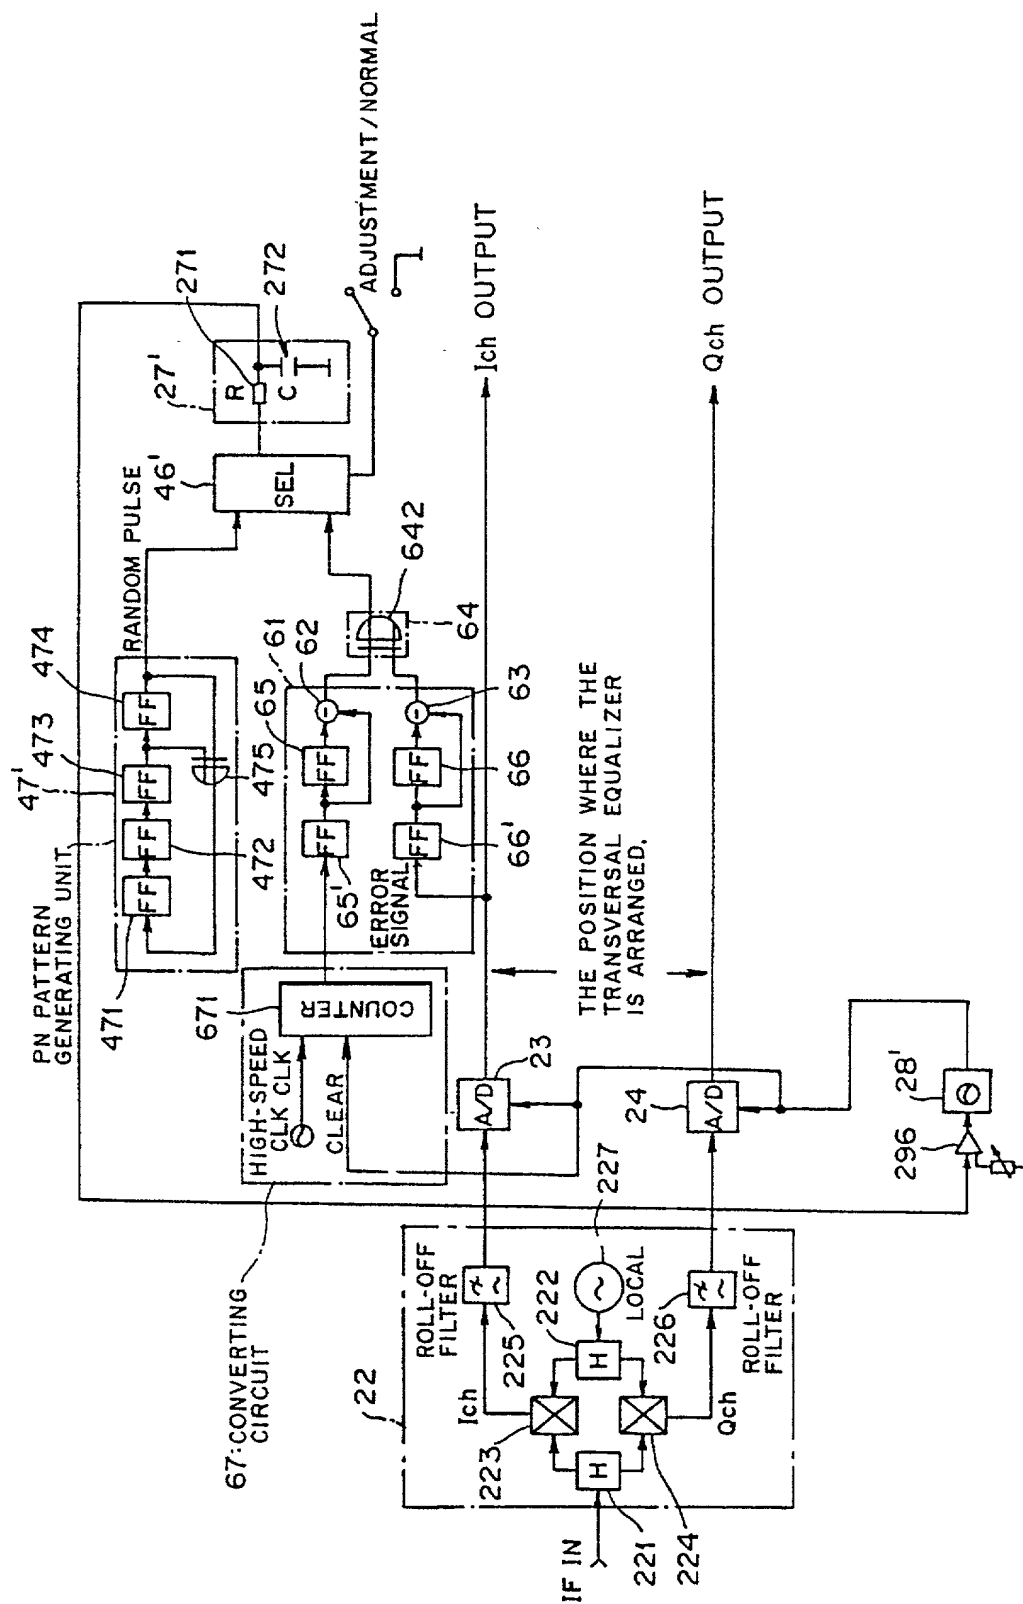 PN PATTERN
GENERATING UNIT
47'
473
474
471
FF
FF
FF
FF
472
475
RANDOM PULSE
46'
SEL
27'
R
C
271
272
ADJUSTMENT/NORMAL
671
HIGH-SPEED
CLK CLK
CLEAR
COUNTER
67:CONVERTING
CIRCUIT
65'
FF
65
FF
61
62
-
ERROR
SIGNAL
66'
FF
66
FF
-
63
642
64
Ich OUTPUT
Qch OUTPUT
THE POSITION WHERE THE
TRANSVERSAL EQUALIZER
IS ARRANGED.
23
A/D
24
A/D
28'
296
22
ROLL-OFF
FILTER
225
Ich
223
H
222
227
LOCAL
IF IN
H
221
224
Qch
226
ROLL-OFF
FILTER